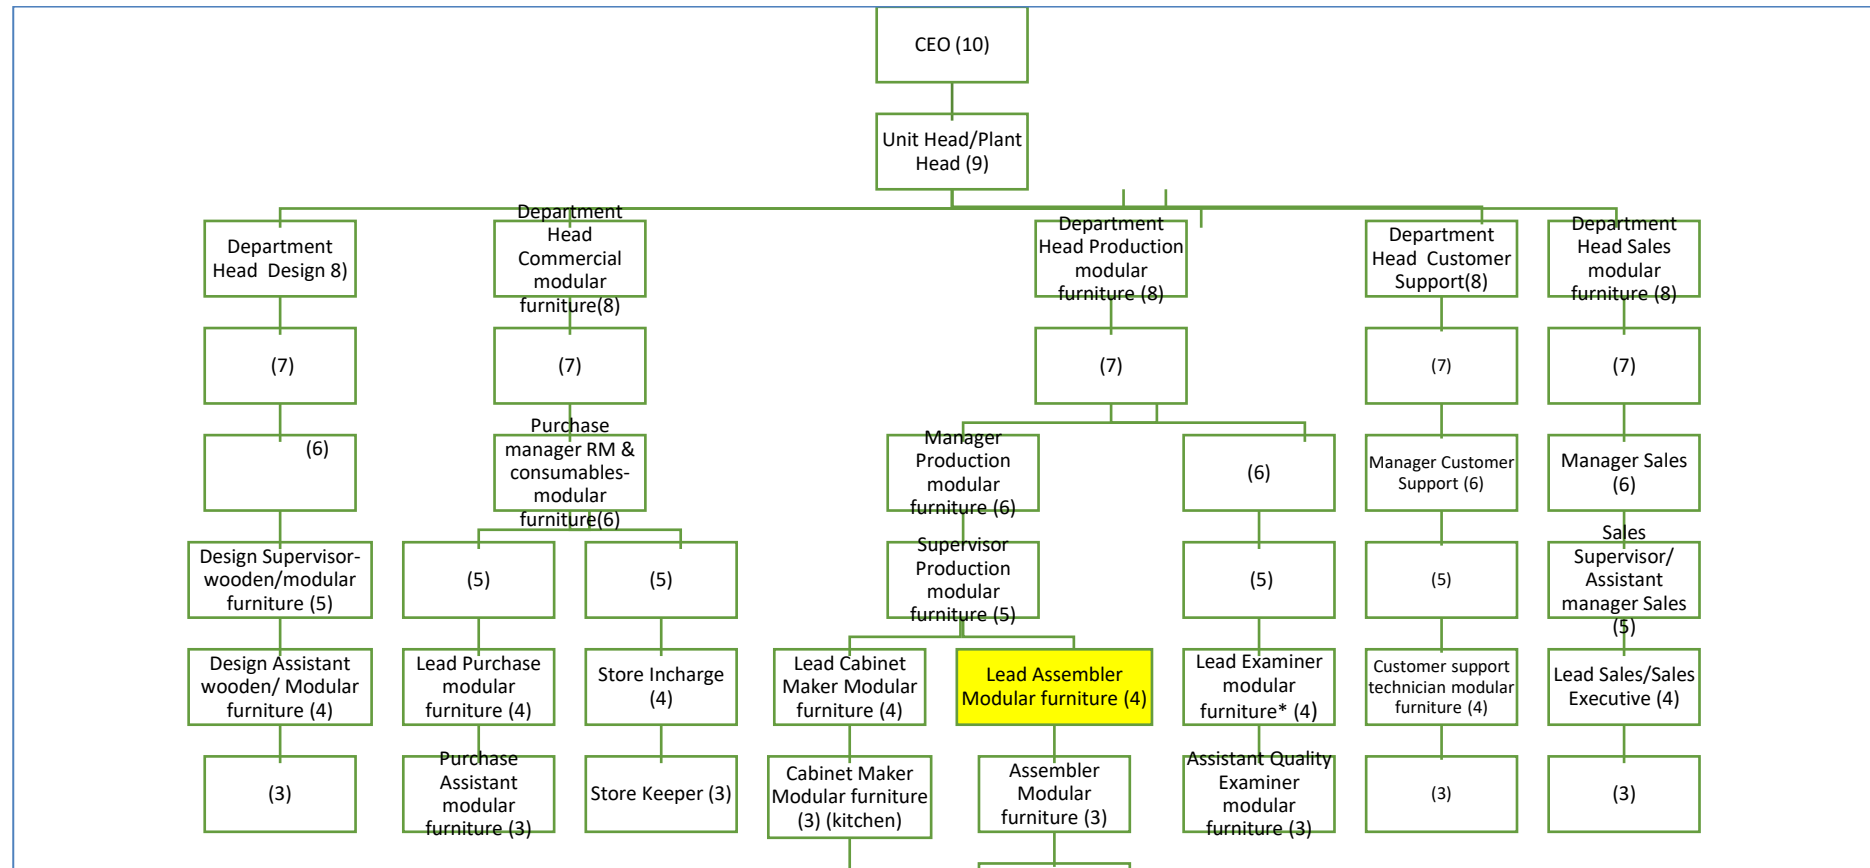 CEO (10)
Unit Head/Plant
Head (9)
Department
Head  Design 8)
Department
Head
Commercial
modular
furniture(8)
Department
Head Production
modular
furniture (8)
Department
Head  Customer
Support(8)
Department
Head Sales
modular
furniture (8)
(7)
(7)
(7)
(7)
(7)
(6)
Purchase
manager RM &
consumables-
modular
furniture(6)
Manager
Production
modular
furniture (6)
(6)
Manager Customer
Support (6)
Manager Sales
(6)
Design Supervisor-
wooden/modular
furniture (5)
(5)
(5)
Supervisor
Production
modular
furniture (5)
(5)
(5)
Sales
Supervisor/
Assistant
manager Sales
(5)
Design Assistant
wooden/ Modular
furniture (4)
Lead Purchase
modular
furniture (4)
Store Incharge
(4)
Lead Cabinet
Maker Modular
furniture (4)
Lead Assembler
Modular furniture (4)
Lead Examiner
modular
furniture* (4)
Customer support
technician modular
furniture (4)
Lead Sales/Sales
Executive (4)
(3)
Purchase
Assistant
modular
furniture (3)
Store Keeper (3)
Cabinet Maker
Modular furniture
(3) (kitchen)
Assembler
Modular
furniture (3)
Assistant Quality
Examiner
modular
furniture (3)
(3)
(3)